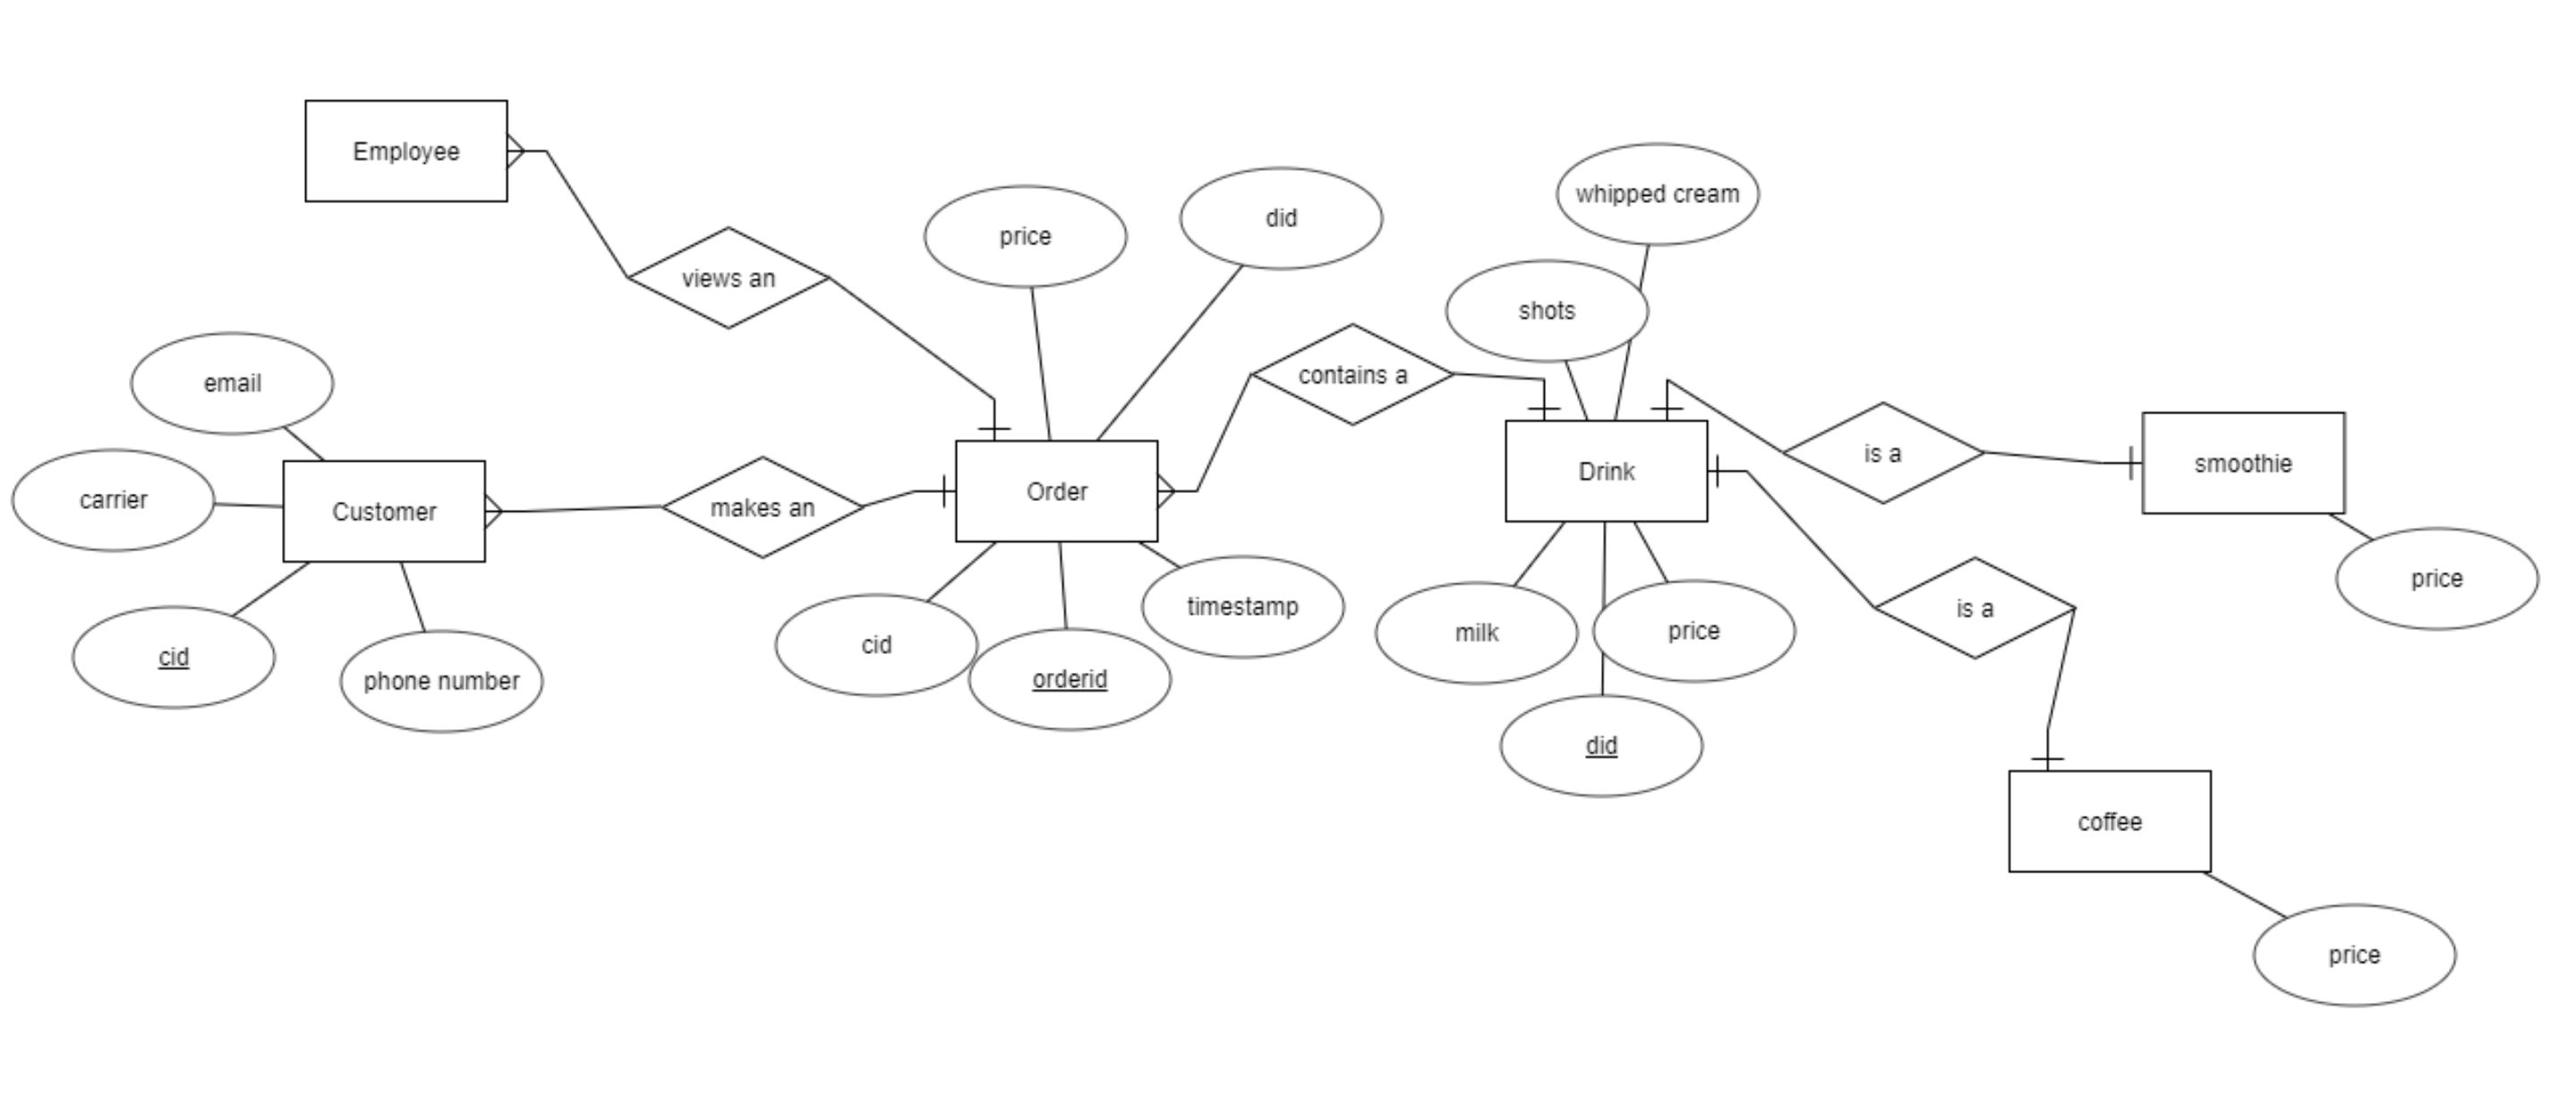 Employee
whipped cream
did
price
views an
shots
email
contains a
is a
smoothie
Drink
carrier
Customer
makes an
Order
price
timestamp
milk
price
is a
cid
cid
phone number
orderid
did
coffee
price